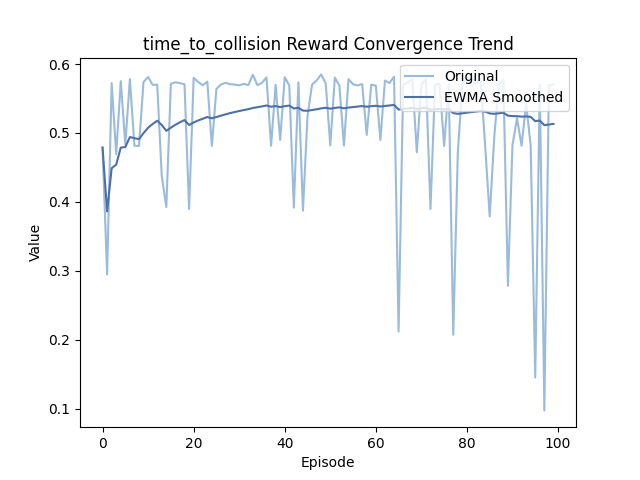 time_to_collision Reward Convergence Trend
Original
EWMA Smoothed
Value
0.6
0.5
0.4
0.3
0.2
0.1
0 20 40 60 80 100
Episode